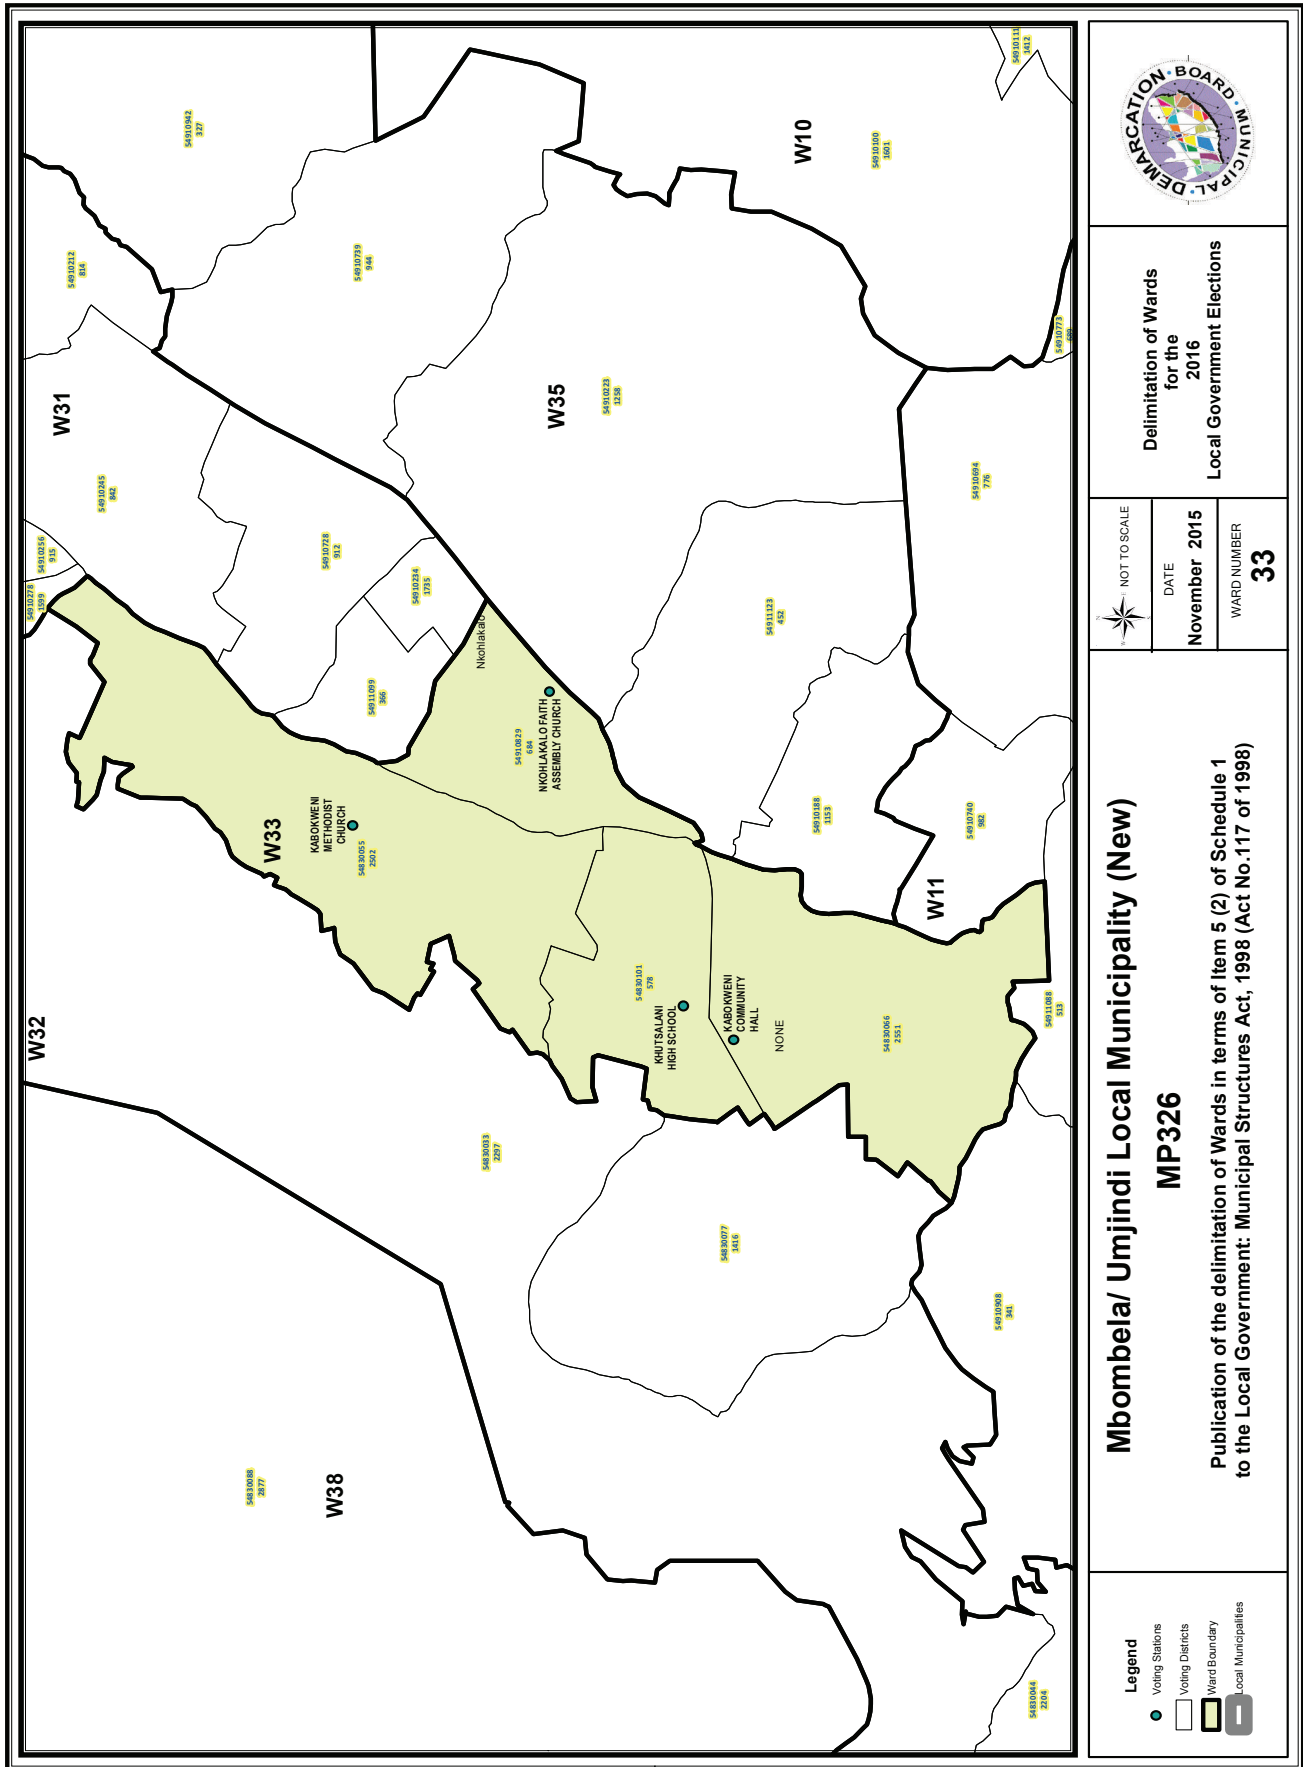 W32
W38
W33
W31
W35
W10
W11
54830088
2877
54830033
2297
54830077
1416
54830044
2204
54910908
341
54910278
1599
54910256
915
54910245
842
54910212
814
54910942
327
54910739
944
54910728
912
54910234
1735
54911099
366
54910223
1258
54911123
452
54910188
1153
54910740
982
54910694
776
54910100
1601
54910111
1412
54910773
689
54911088
513
KABOKWENI
METHODIST
CHURCH
54830055
2502
Nkohlakalo
54910829
684
NKOHLAKALO FAITH
ASSEMBLY CHURCH
54830101
578
KHUTSALANI
HIGH SCHOOL
KABOKWENI
COMMUNITY
HALL
NONE
54830066
2551
Legend
Voting Stations
Voting Districts
Ward Boundary
Local Municipalities
Mbombela/ Umjindi Local Municipality (New)
MP326
Publication of the delimitation of Wards in terms of Item 5 (2) of Schedule 1
to the Local Government: Municipal Structures Act, 1998 (Act No.117 of 1998)
N
W
E
S
NOT TO SCALE
DATE
November 2015
WARD NUMBER
33
Delimitation of Wards
for the
2016
Local Government Elections
MUNICIPAL • DEMARCATION • BOARD •